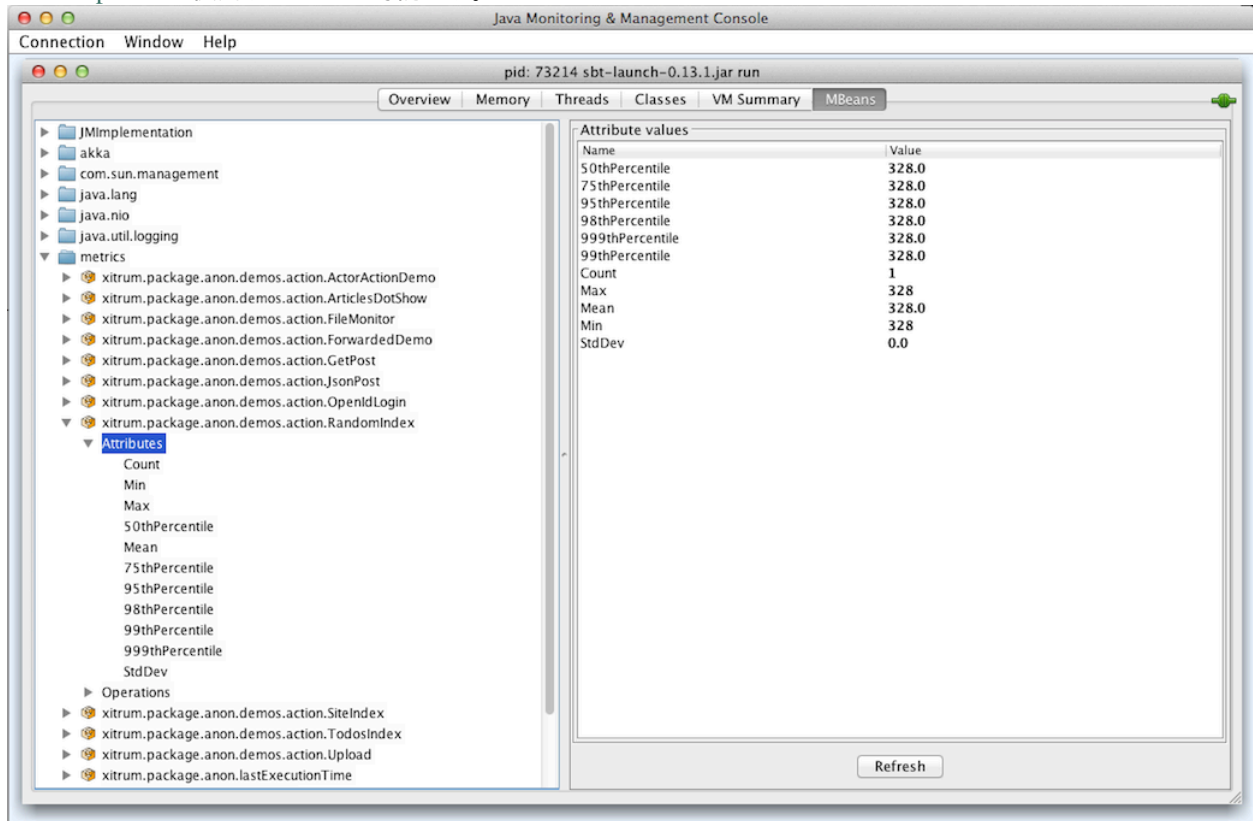 Java Monitoring & Management Console
Connection Window Help
pid: 73214 sbt-launch-0.13.1.jar run
Overview Memory Threads Classes VM Summary MBeans
JMImplementation
akka
com.sun.management
java.lang
java.nio
java.util.logging
metrics
xitrum.package.anon.demos.action.ActorActionDemo
xitrum.package.anon.demos.action.ArticlesDotShow
xitrum.package.anon.demos.action.FileMonitor
xitrum.package.anon.demos.action.ForwardedDemo
xitrum.package.anon.demos.action.GetPost
xitrum.package.anon.demos.action.JsonPost
xitrum.package.anon.demos.action.OpenIdLogin
xitrum.package.anon.demos.action.RandomIndex
Attributes
Count
Min
Max
50thPercentile
Mean
75thPercentile
95thPercentile
98thPercentile
99thPercentile
999thPercentile
StdDev
Operations
xitrum.package.anon.demos.action.SiteIndex
xitrum.package.anon.demos.action.TodosIndex
xitrum.package.anon.demos.action.Upload
xitrum.package.anon.lastExecutionTime
Attribute values
Name Value
50thPercentile 328.0
75thPercentile 328.0
95thPercentile 328.0
98thPercentile 328.0
999thPercentile 328.0
99thPercentile 328.0
Count 1
Max 328
Mean 328.0
Min 328
StdDev 0.0
Refresh